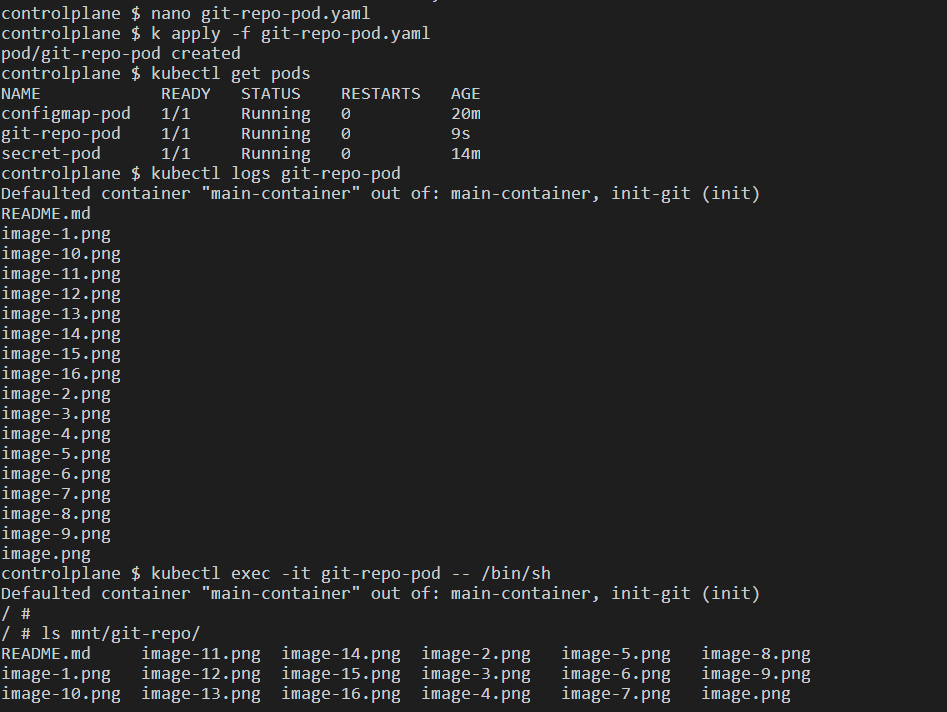 controlplane $ nano git-repo-pod.yaml
controlplane $ k apply -f git-repo-pod.yaml
pod/git-repo-pod created
controlplane $ kubectl get pods
NAME            READY   STATUS    RESTARTS   AGE
configmap-pod   1/1     Running   0          20m
git-repo-pod    1/1     Running   0          9s
secret-pod      1/1     Running   0          14m
controlplane $ kubectl logs git-repo-pod
Defaulted container "main-container" out of: main-container, init-git (init)
README.md
image-1.png
image-10.png
image-11.png
image-12.png
image-13.png
image-14.png
image-15.png
image-16.png
image-2.png
image-3.png
image-4.png
image-5.png
image-6.png
image-7.png
image-8.png
image-9.png
image.png
controlplane $ kubectl exec -it git-repo-pod -- /bin/sh
Defaulted container "main-container" out of: main-container, init-git (init)
/ #
/ # ls mnt/git-repo/
README.md     image-11.png  image-14.png  image-2.png   image-5.png   image-8.png
image-1.png   image-12.png  image-15.png  image-3.png   image-6.png   image-9.png
image-10.png  image-13.png  image-16.png  image-4.png   image-7.png   image.png